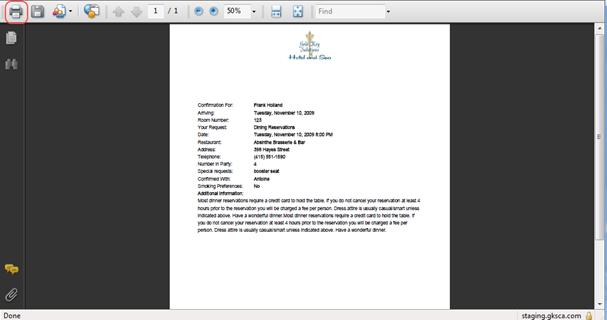 1 / 1 50% Find
Gold Key
Solutions
Hotel and Spa
Confirmation For: Frank Holland
Arriving: Tuesday, November 10, 2009
Room Number: 123
Your Request: Dining Reservations
Date: Tuesday, November 10, 2009 8:00 PM
Restaurant: Absinthe Brasserie & Bar
Address: 398 Hayes Street
Telephone: (415) 551-1590
Number in Party: 4
Special requests: booster seat
Confirmed With: Antoine
Smoking Preferences: No
Additional Information:
Most dinner reservations require a credit card to hold the table. If you do not cancel your reservation at least 4
hours prior to the reservation you will be charged a fee per person. Dress attire is usually casual/smart unless
indicated above. Have a wonderful dinner.Most dinner reservations require a credit card to hold the table. If
you do not cancel your reservation at least 4 hours prior to the reservation you will be charged a fee per
person. Dress attire is usually casual/smart unless indicated above. Have a wonderful dinner.
Done staging.gksca.com